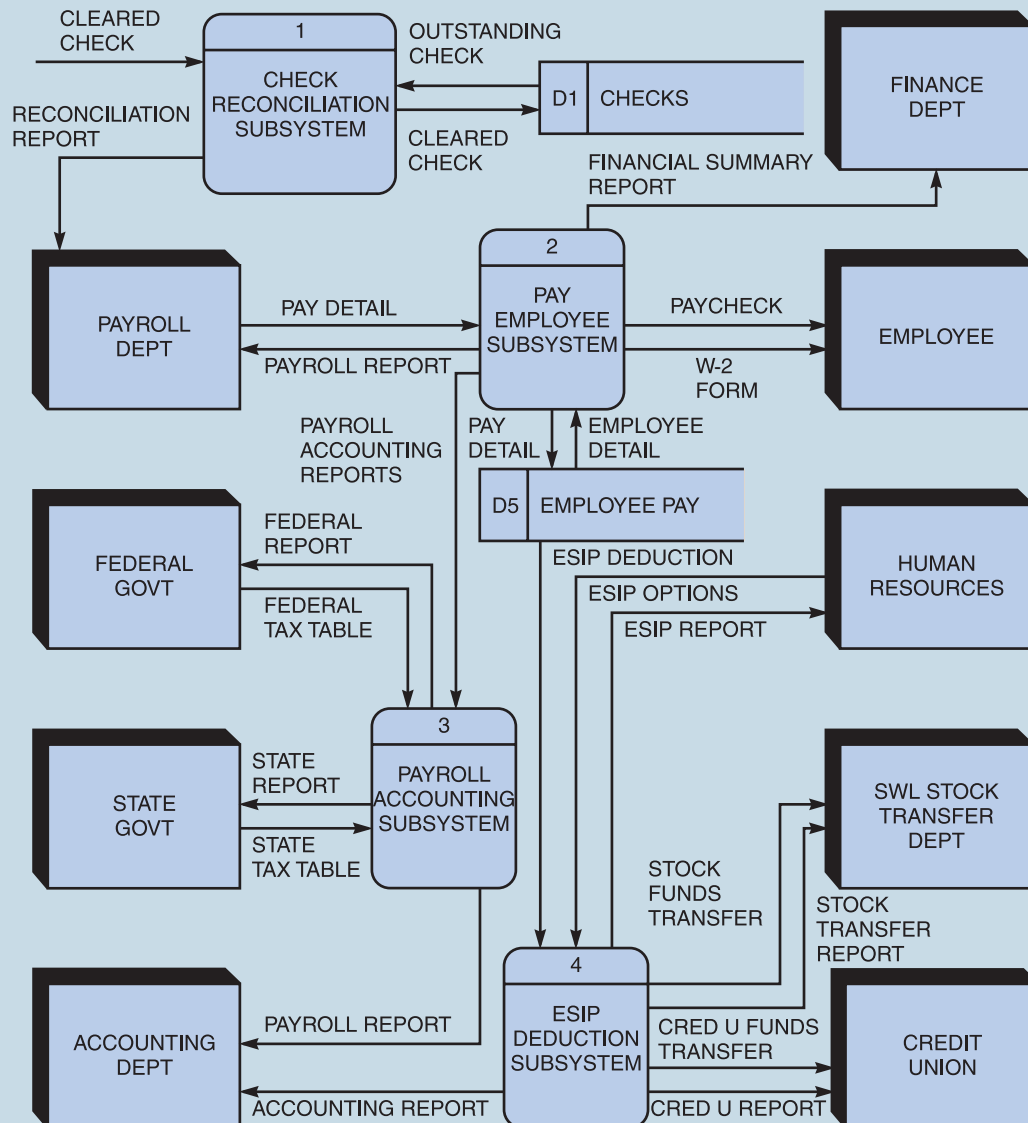 CLEARED
CHECK
1
CHECK
RECONCILIATION
SUBSYSTEM
OUTSTANDING
CHECK
D1
CHECKS
CLEARED
CHECK
FINANCE
DEPT
RECONCILIATION
REPORT
FINANCIAL SUMMARY
REPORT
PAYROLL
DEPT
PAY DETAIL
PAYROLL REPORT
2
PAY
EMPLOYEE
SUBSYSTEM
PAYCHECK
W-2
FORM
EMPLOYEE
PAYROLL
ACCOUNTING
REPORTS
PAY
DETAIL
EMPLOYEE
DETAIL
D5
EMPLOYEE PAY
FEDERAL
GOVT
FEDERAL
REPORT
FEDERAL
TAX TABLE
ESIP DEDUCTION
ESIP OPTIONS
ESIP REPORT
HUMAN
RESOURCES
3
PAYROLL
ACCOUNTING
SUBSYSTEM
STATE
GOVT
STATE
REPORT
STATE
TAX TABLE
SWL STOCK
TRANSFER
DEPT
STOCK
FUNDS
TRANSFER
STOCK
TRANSFER
REPORT
4
ESIP
DEDUCTION
SUBSYSTEM
ACCOUNTING
DEPT
PAYROLL REPORT
ACCOUNTING REPORT
CRED U FUNDS
TRANSFER
CRED U REPORT
CREDIT
UNION